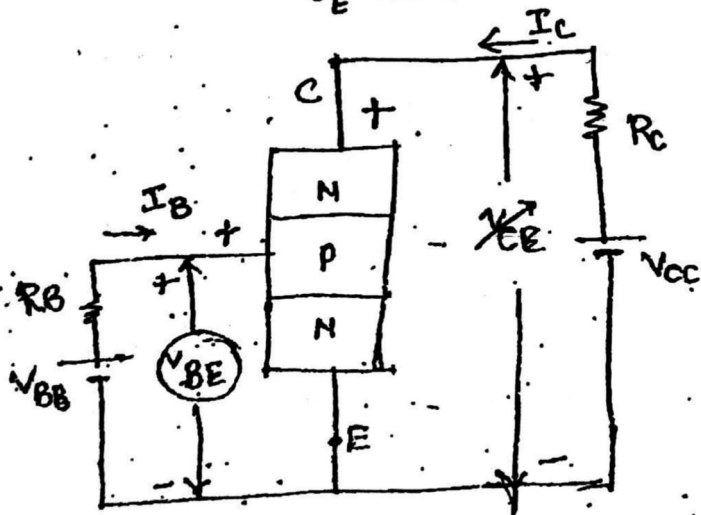 E
I_C
C
+
+
R_C
N
I_B
+
P
-
V_CE
V_CC
+
R_B
N
V_BE
V_BB
E
-
-